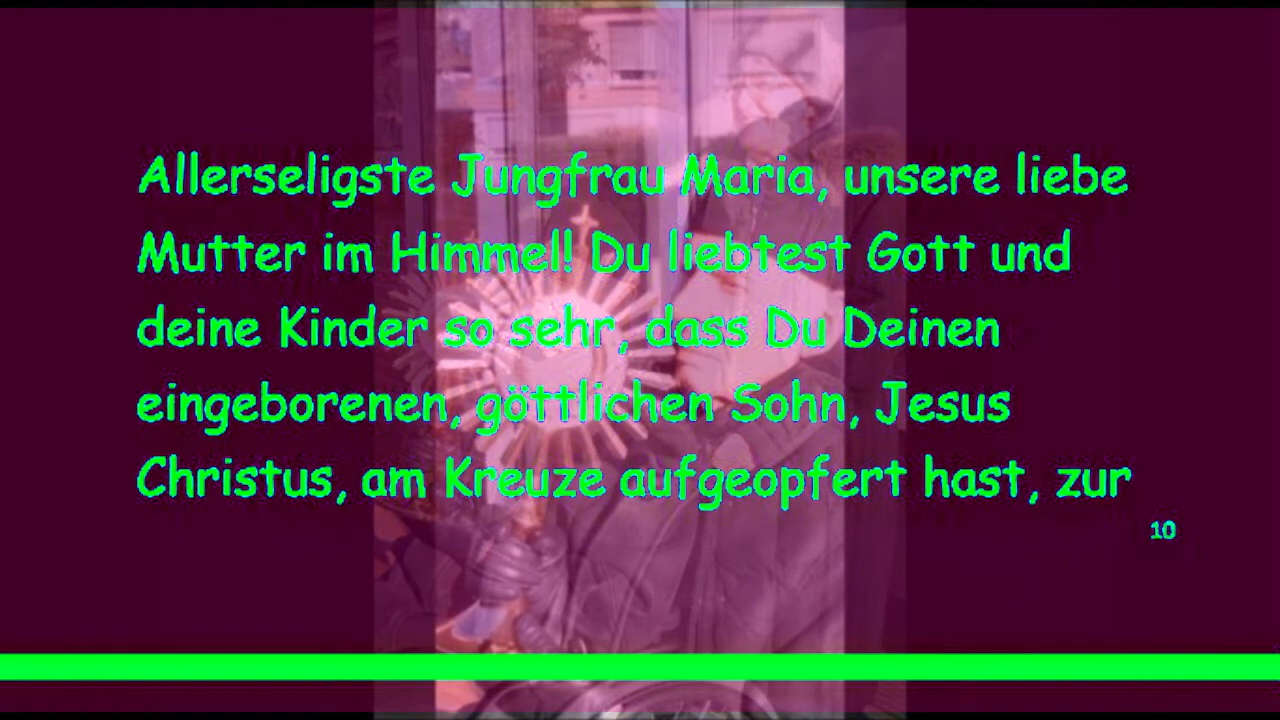 Allerseligste Jungfrau Maria, unsere liebe
Mutter im Himmel! Du liebtest Gott und
deine Kinder so sehr, dass Du Deinen
eingeborenen, göttlichen Sohn, Jesus
Christus, am Kreuze aufgeopfert hast, zur
10